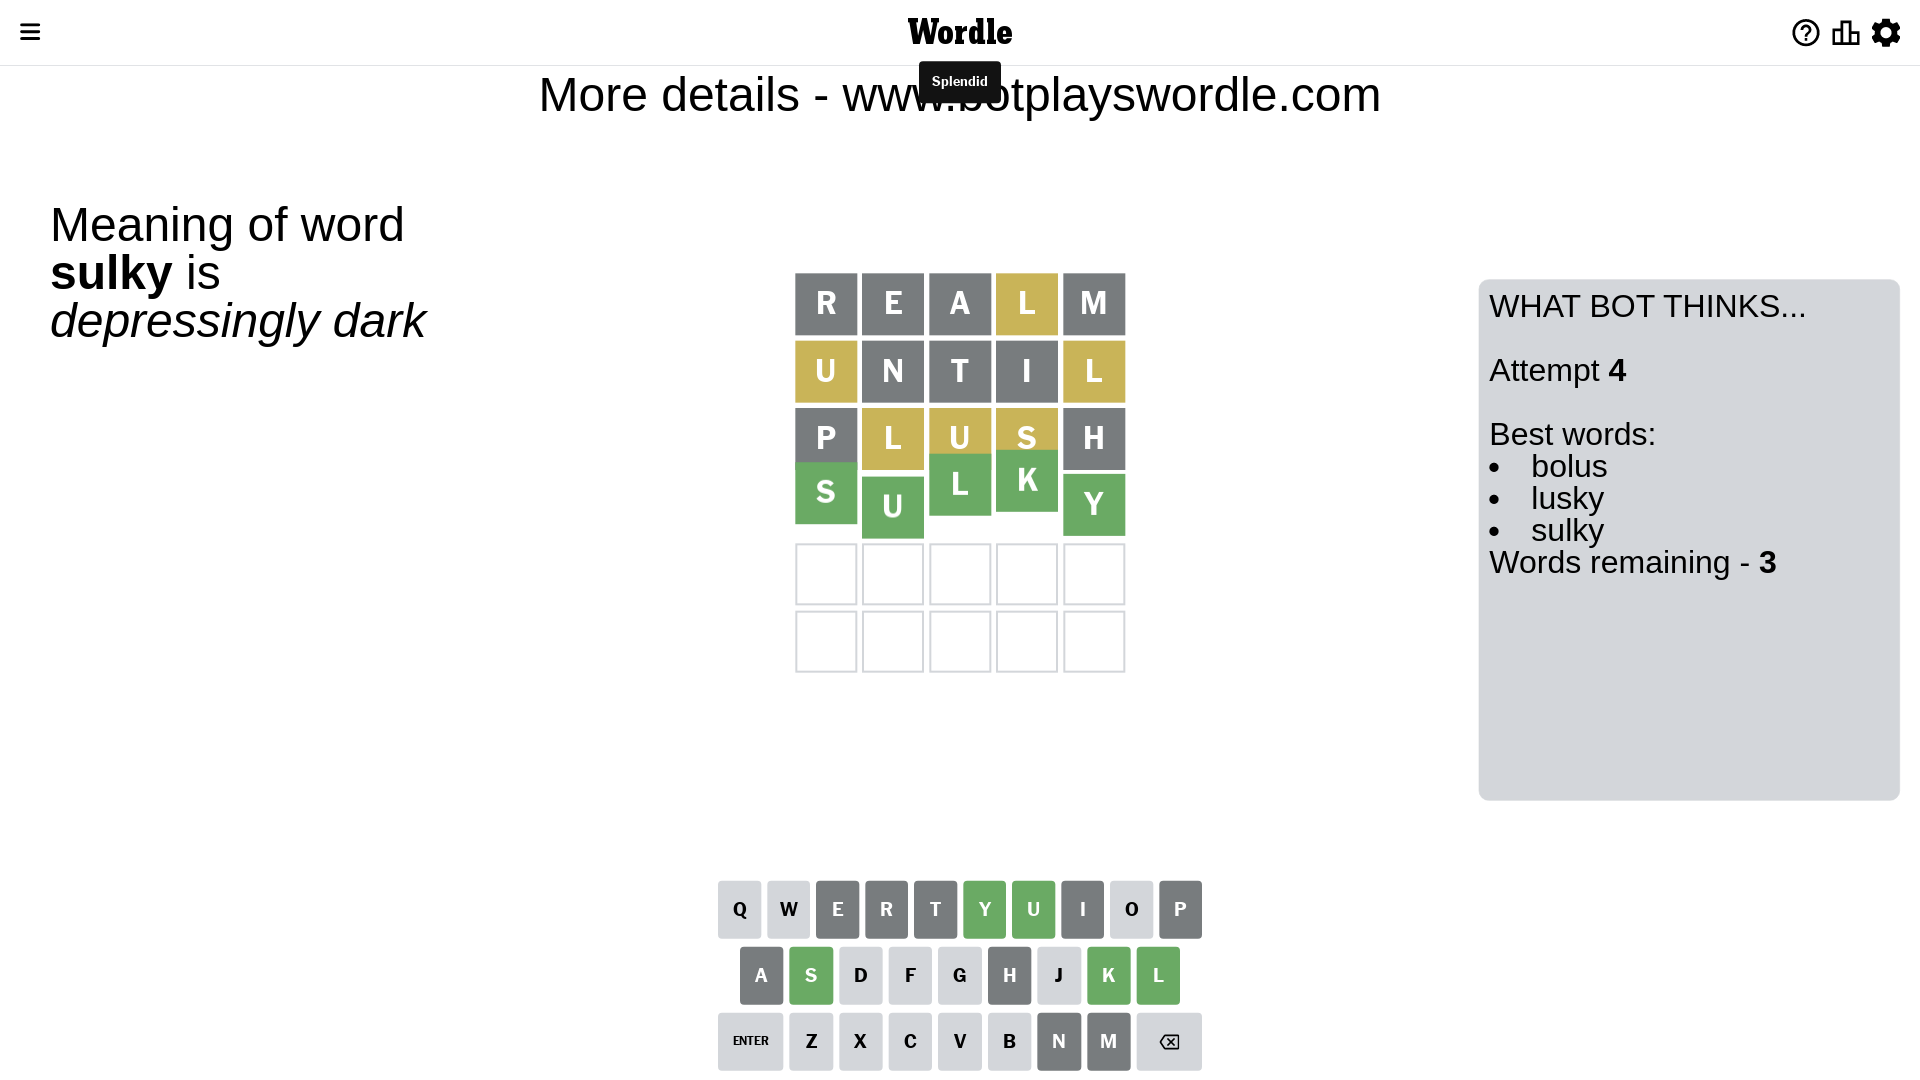 Wordle
Splendid
More details - www.botplayswordle.com
Meaning of word
sulky is
depressingly dark
R E A L M
U N T I L
P L U S H
S U L K Y
WHAT BOT THINKS...
Attempt 4
Best words:
• bolus
• lusky
• sulky
Words remaining - 3
Q W E R T Y U I O P
A S D F G H J K L
ENTER Z X C V B N M